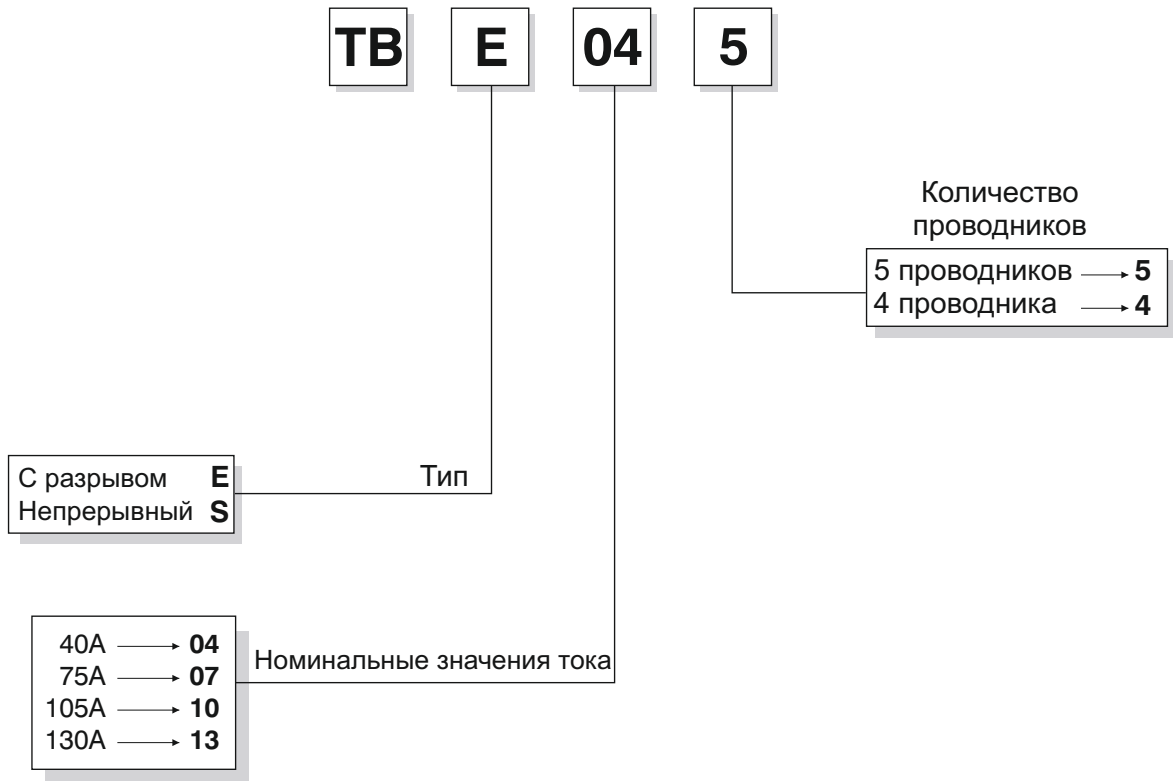 TB E 04 5
Количество
проводников
5 проводников → 5
4 проводника → 4
С разрывом E
Непрерывный S
Тип
40A → 04
75A → 07
105A → 10
130A → 13
Номинальные значения тока